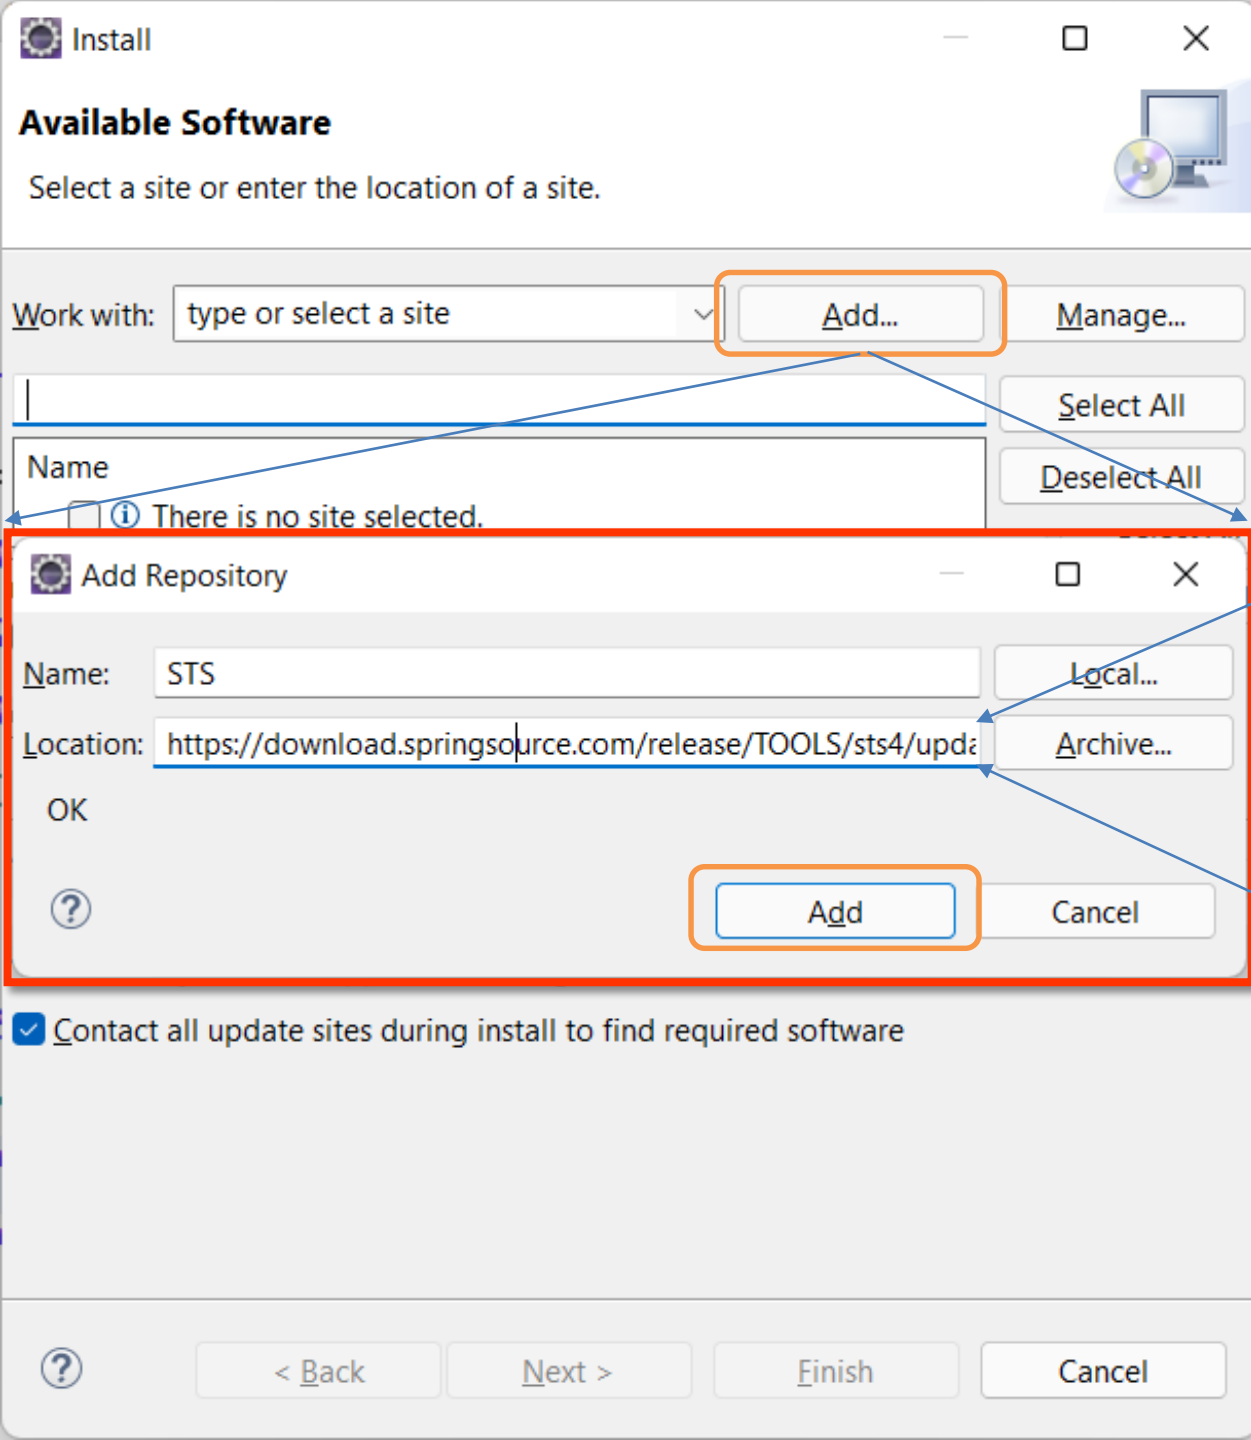 Install
Available Software
Select a site or enter the location of a site.
Work with: type or select a site Add... Manage...
Select All
Name
Deselect All
There is no site selected.
Add Repository
Name: STS Local...
Location: https://download.springsource.com/release/TOOLS/sts4/upda Archive...
OK
Add Cancel
Contact all update sites during install to find required software
< Back Next > Finish Cancel